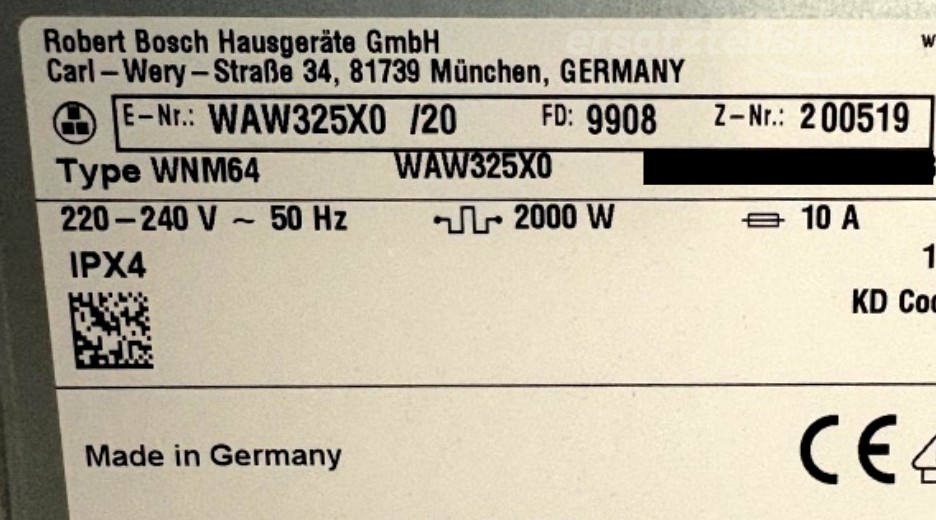 Robert Bosch Hausgeräte GmbH
Carl–Wery–Straße 34, 81739 München, GERMANY
E-Nr.: WAW325X0 /20 FD: 9908 Z-Nr.: 200519
Type WNM64 WAW325X0
220–240 V ~ 50 Hz 2000 W 10 A
IPX4
KD
Made in Germany CE